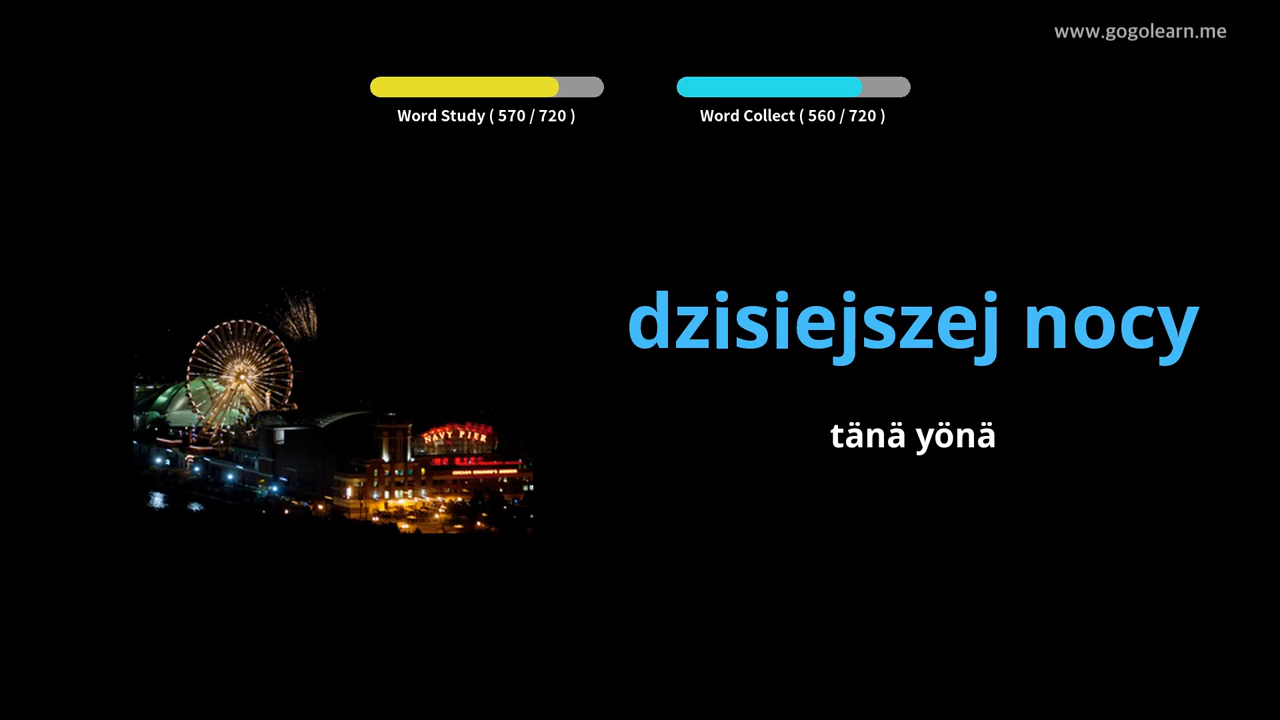 www.gogolearn.me
Word Study ( 570 / 720 )
Word Collect ( 560 / 720 )
dzisiejszej nocy
tänä yönä
NAVY PIER